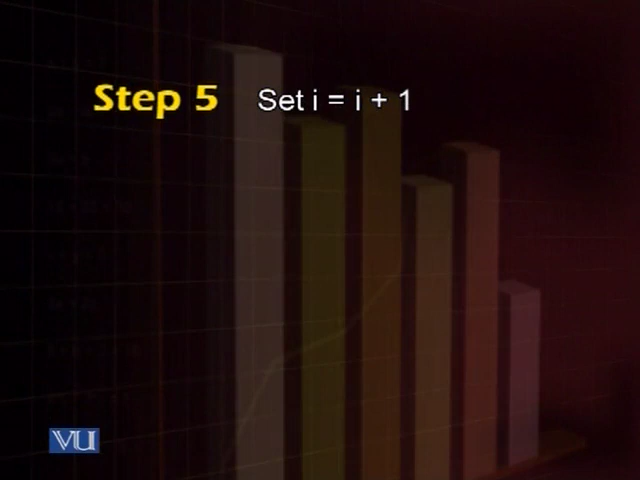 Step 5 Set i = i + 1
VU